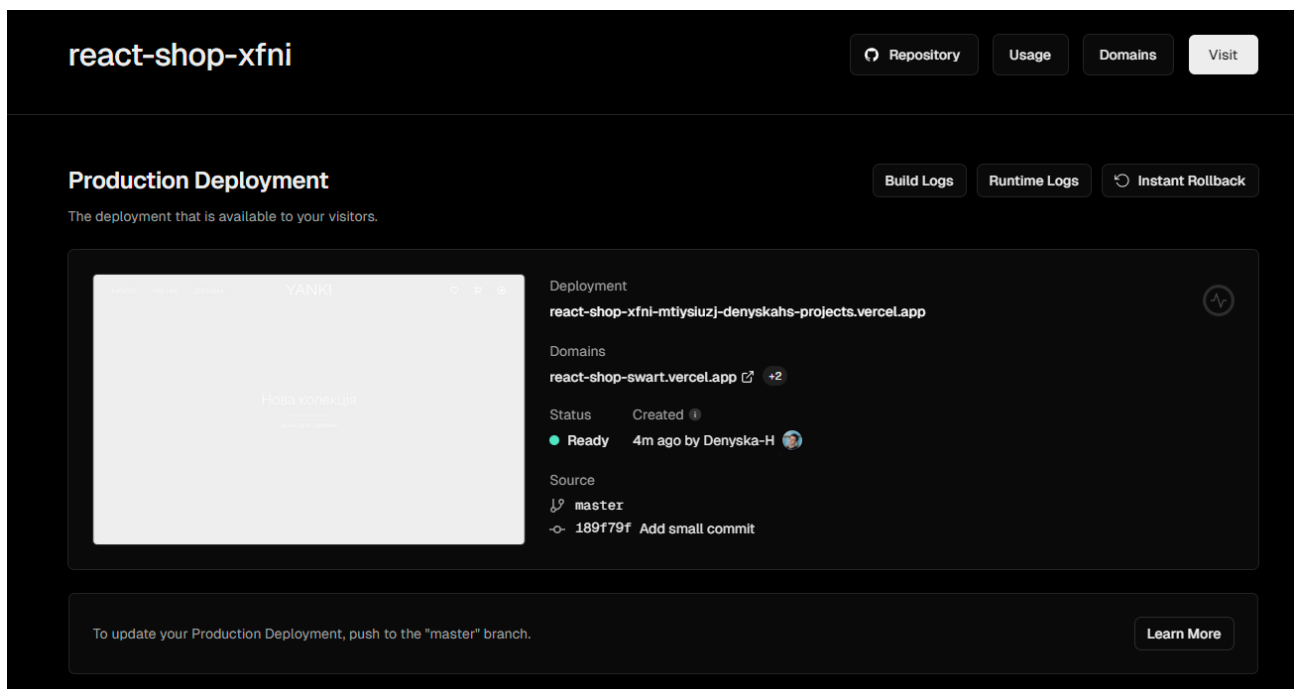 react-shop-xfni
Repository
Usage
Domains
Visit
Production Deployment
Build Logs
Runtime Logs
Instant Rollback
The deployment that is available to your visitors.
YANKI
Нова колекція
Deployment
react-shop-xfni-mtiysiuzj-denyskahs-projects.vercel.app
Domains
react-shop-swart.vercel.app +2
Status Created
Ready 4m ago by Denyska-H
Source
master
189f79f Add small commit
To update your Production Deployment, push to the "master" branch.
Learn More